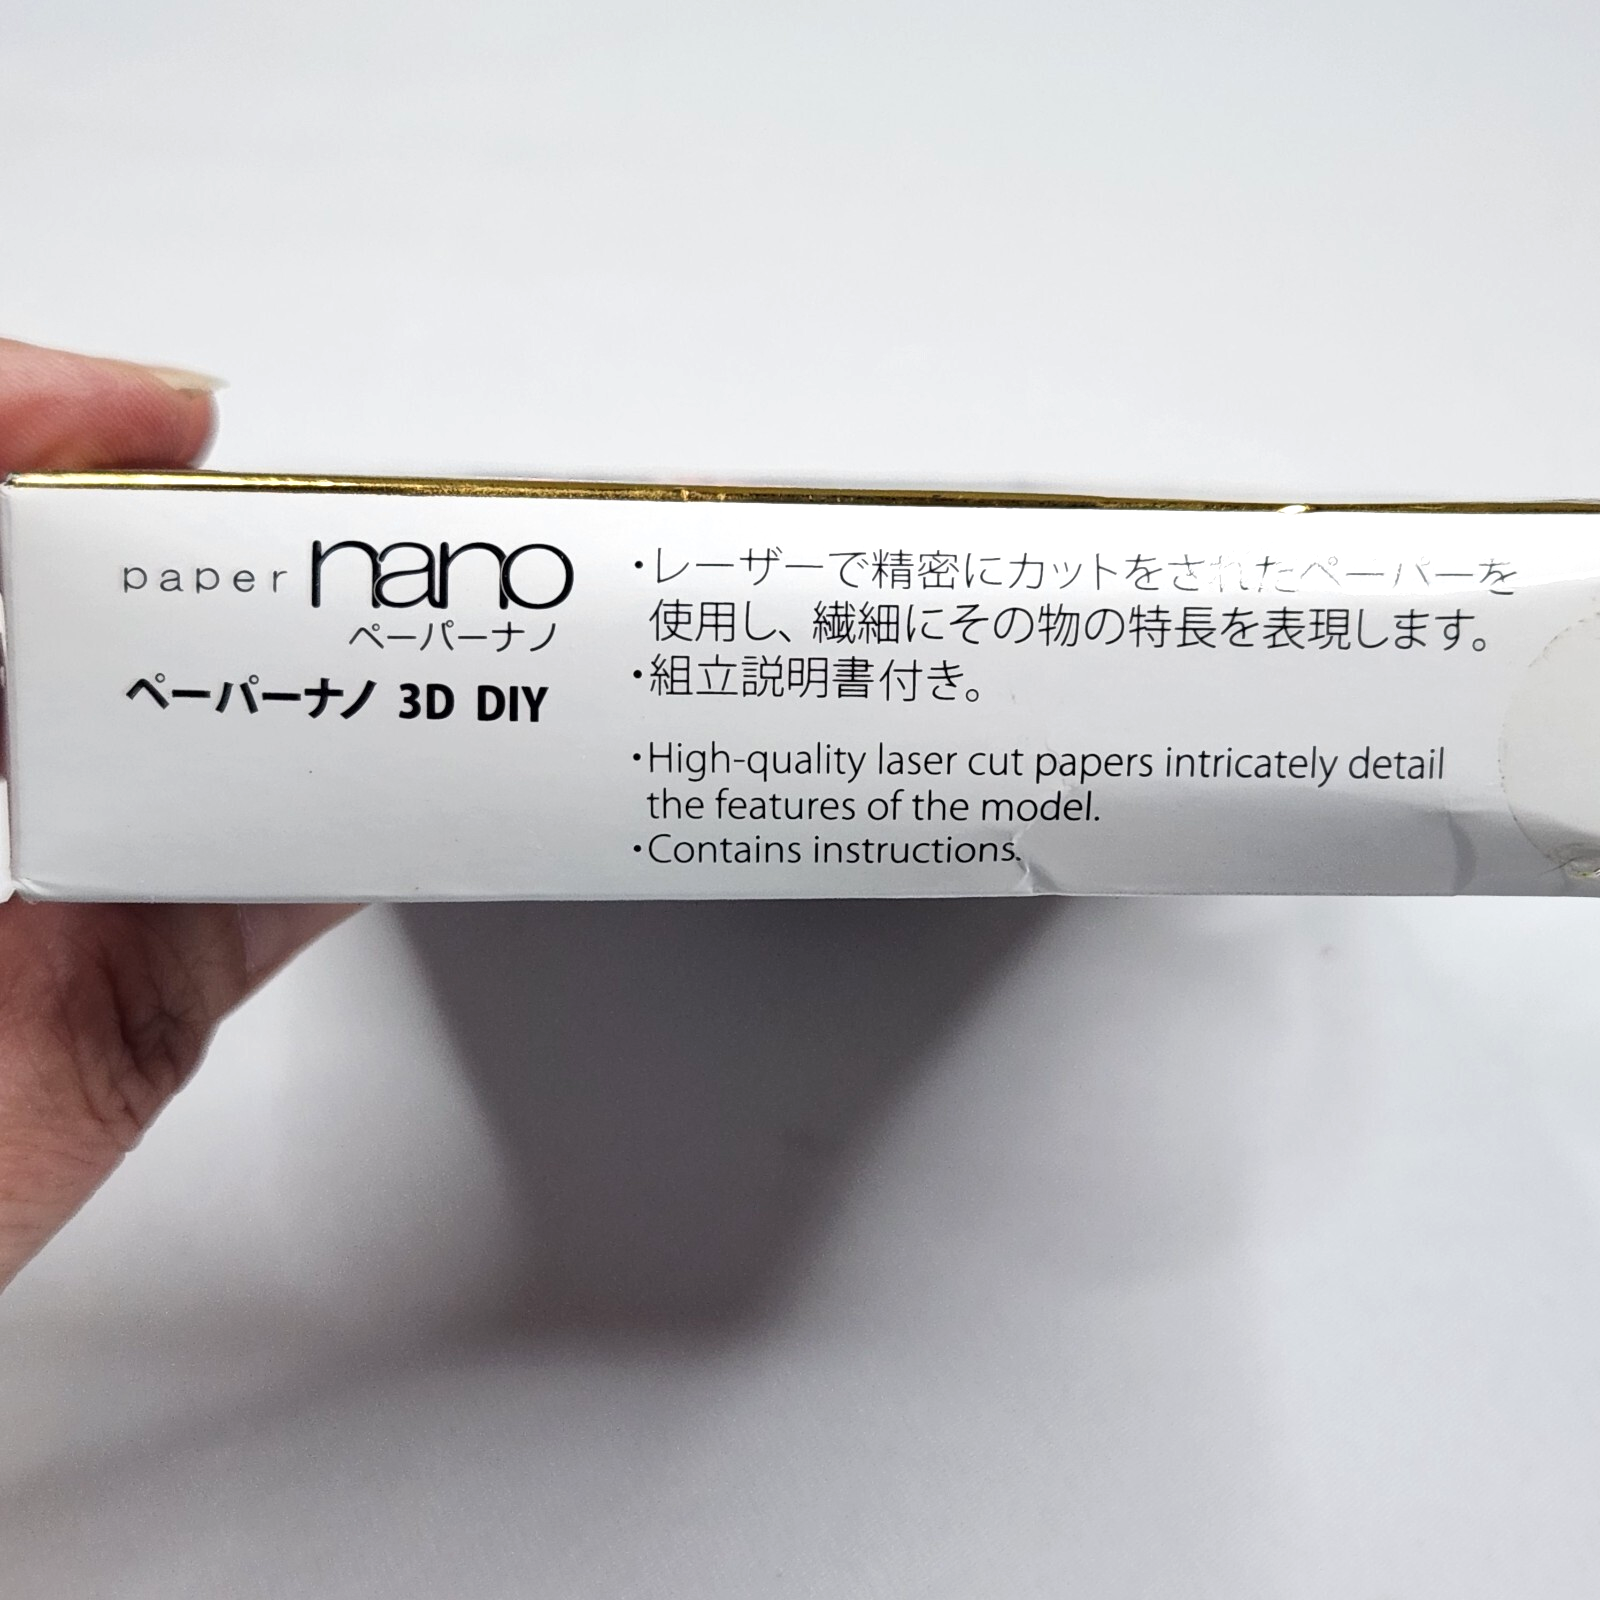 paper nano
ペーパーナノ
ペーパーナノ 3D DIY
・レーザーで精密にカットをされたペーパーを
使用し、繊細にその物の特長を表現します。
・組立説明書付き。
・High-quality laser cut papers intricately detail
the features of the model.
・Contains instructions.